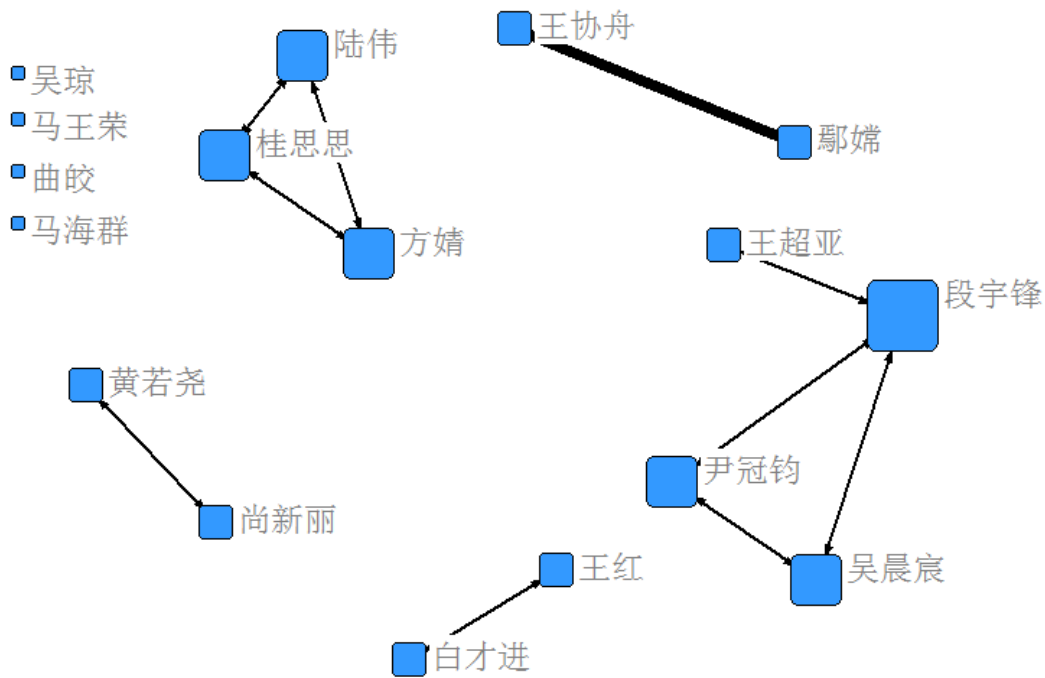 王协舟
陆伟
吴琼
马王荣
桂思思
鄢嫦
曲皎
马海群
方婧
王超亚
段宇锋
黄若尧
尹冠钧
尚新丽
王红
吴晨宸
白才进